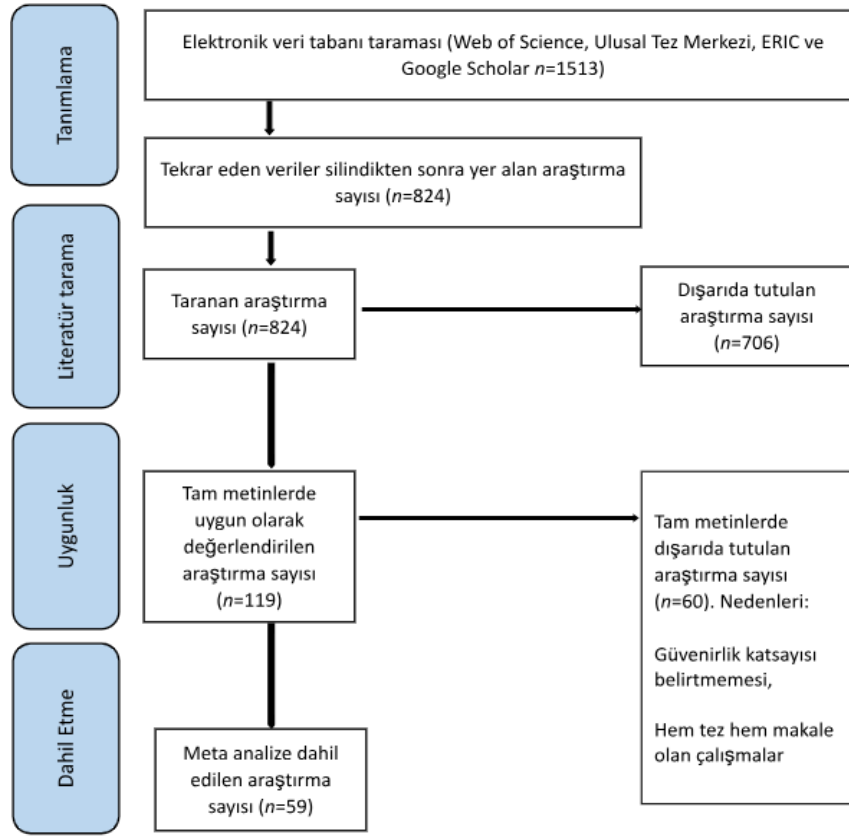 Tanımlama
Elektronik veri tabanı taraması (Web of Science, Ulusal Tez Merkezi, ERIC ve
Google Scholar n=1513)
Tekrar eden veriler silindikten sonra yer alan araştırma
sayısı (n=824)
Literatür tarama
Taranan araştırma
sayısı (n=824)
Dışarıda tutulan
araştırma sayısı
(n=706)
Uygunluk
Tam metinlerde
uygun olarak
değerlendirilen
araştırma sayısı
(n=119)
Tam metinlerde
dışarıda tutulan
araştırma sayısı
(n=60). Nedenleri:
Güvenirlik katsayısı
belirtmemesi,
Hem tez hem makale
olan çalışmalar
Dahil Etme
Meta analize dahil
edilen araştırma
sayısı (n=59)